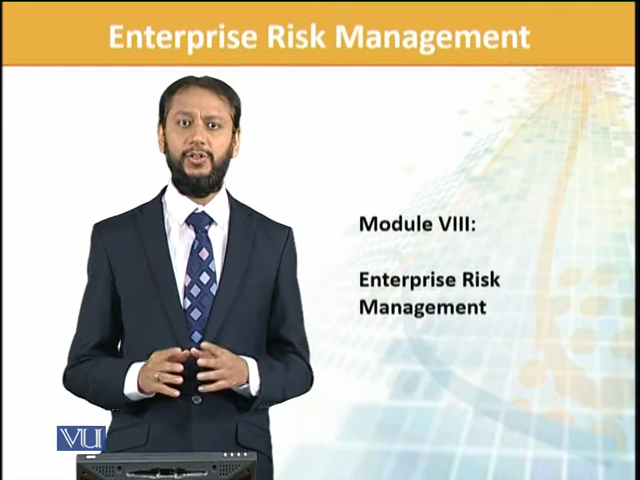 Enterprise Risk Management
Module VIII:
Enterprise Risk
Management
VU